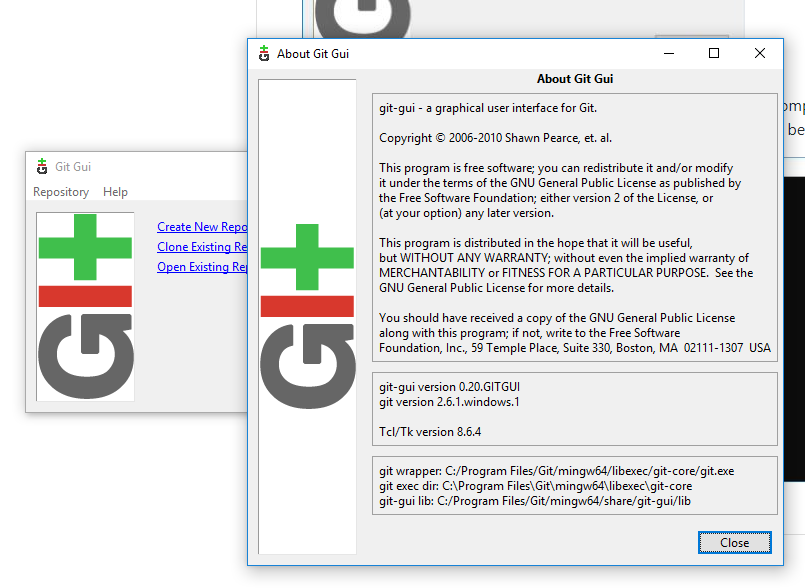 omp
be
Git Gui
Repository Help
Create New Repo
Clone Existing Re
Open Existing Rep
GIt
About Git Gui
About Git Gui
GIt
git-gui - a graphical user interface for Git.
Copyright © 2006-2010 Shawn Pearce, et. al.
This program is free software; you can redistribute it and/or modify
it under the terms of the GNU General Public License as published by
the Free Software Foundation; either version 2 of the License, or
(at your option) any later version.
This program is distributed in the hope that it will be useful,
but WITHOUT ANY WARRANTY; without even the implied warranty of
MERCHANTABILITY or FITNESS FOR A PARTICULAR PURPOSE.  See the
GNU General Public License for more details.
You should have received a copy of the GNU General Public License
along with this program; if not, write to the Free Software
Foundation, Inc., 59 Temple Place, Suite 330, Boston, MA  02111-1307  USA
git-gui version 0.20.GITGUI
git version 2.6.1.windows.1
Tcl/Tk version 8.6.4
git wrapper: C:/Program Files/Git/mingw64/libexec/git-core/git.exe
git exec dir: C:\Program Files\Git\mingw64\libexec\git-core
git-gui lib: C:/Program Files/Git/mingw64/share/git-gui/lib
Close